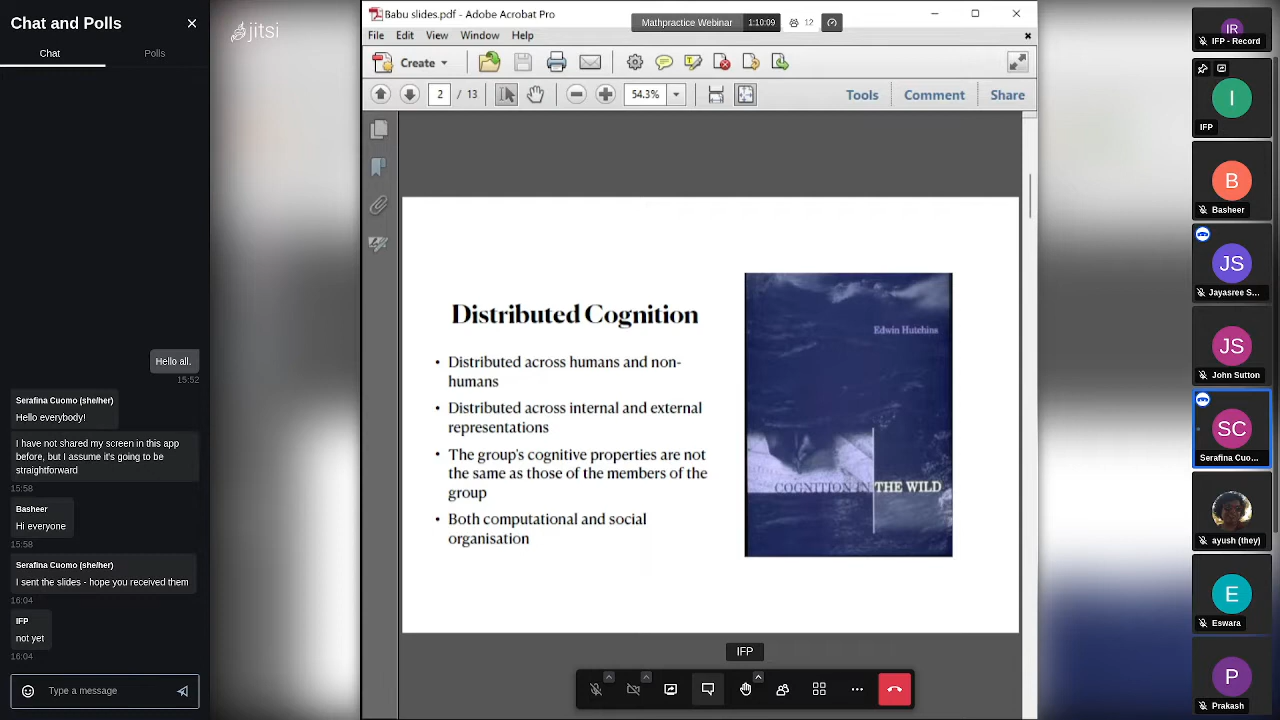 Chat and Polls
Chat
Polls
Hello all.
15:52
Serafina Cuomo (she/her)
Hello everybody!
I have not shared my screen in this app
before, but I assume it's going to be
straightforward
15:58
Basheer
Hi everyone
15:58
Serafina Cuomo (she/her)
I sent the slides - hope you received them
16:04
IFP
not yet
16:04
Type a message
jitsi
Babu slides.pdf - Adobe Acrobat Pro
Mathpractice Webinar
1:10:09
12
File Edit View Window Help
Create
2 / 13
54.3%
Tools
Comment
Share
Distributed Cognition
• Distributed across humans and non-
humans
• Distributed across internal and external
representations
• The group's cognitive properties are not
the same as those of the members of the
group
• Both computational and social
organisation
Edwin Hutchins
COGNITION IN THE WILD
IFP
IR
IFP - Record
I
IFP
B
Basheer
JS
Jayasree S...
JS
John Sutton
SC
Serafina Cuo...
ayush (they)
E
Eswara
P
Prakash